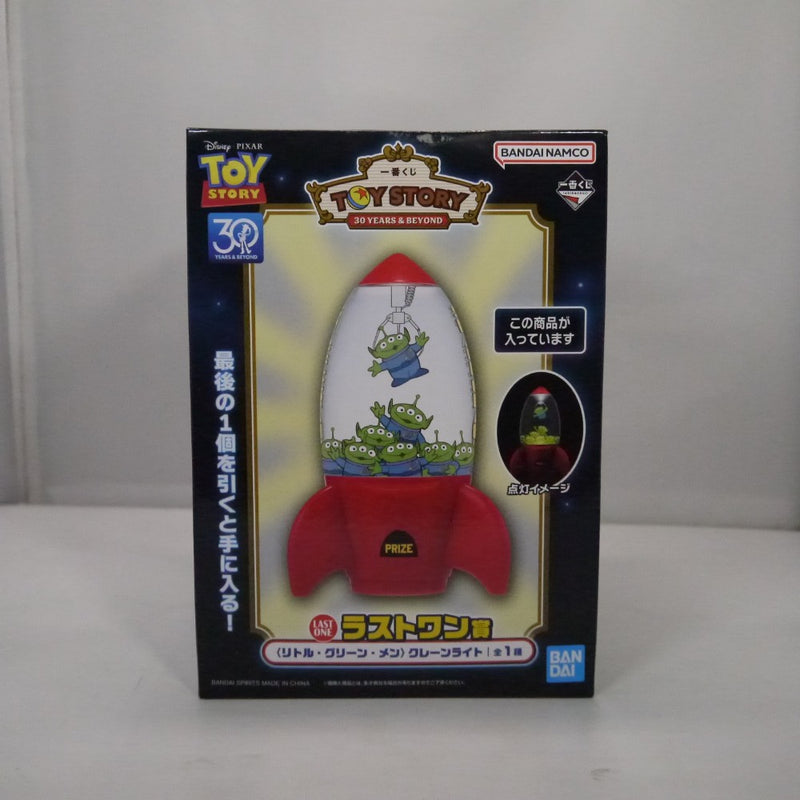 Disney PIXAR
TOY STORY
30
YEARS & BEYOND
一番くじ
TOY STORY
30 YEARS & BEYOND
BANDAI NAMCO
一番くじ
この商品が
入っています
点灯イメージ
最後の1個を引くと手に入る!
PRIZE
LAST ONE
ラストワン賞
〈リトル・グリーン・メン〉クレーンライト｜全1種
BANDAI SPIRITS MADE IN CHINA
BAN
DAI